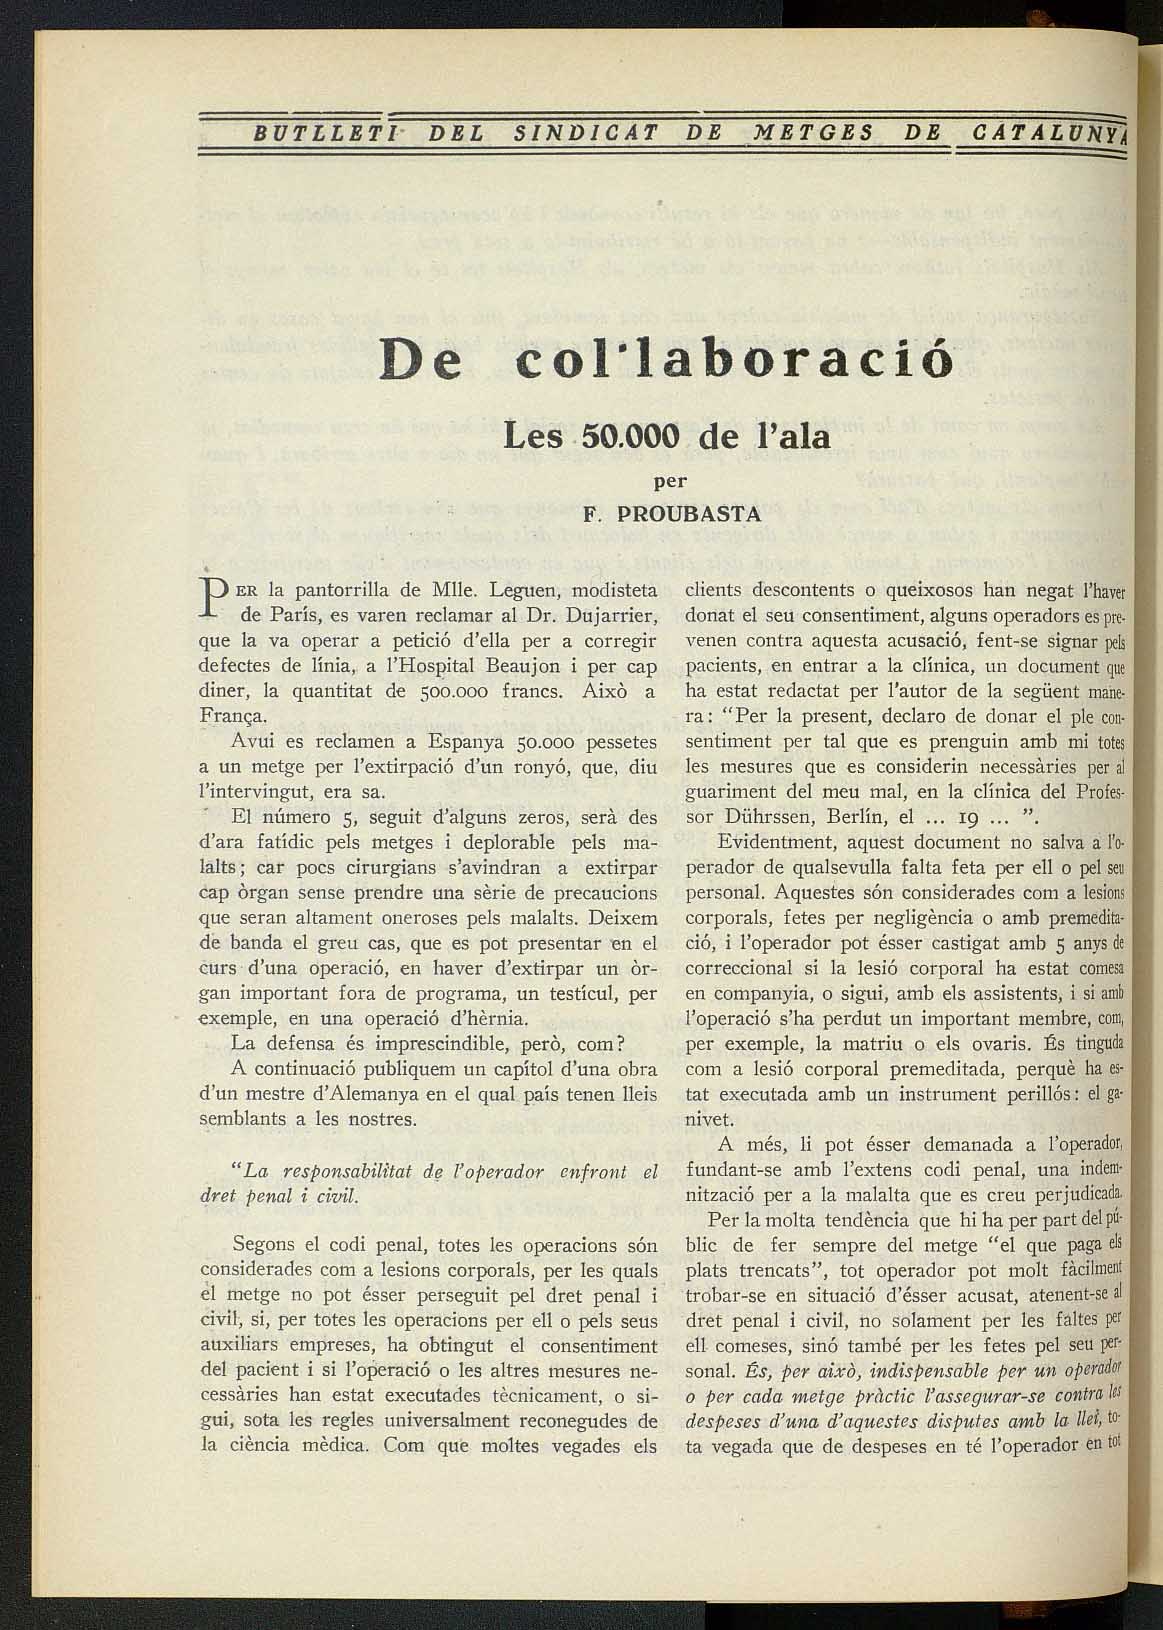 BUTLLETÍ DEL SINDICAT DE METGES DE CATALUNYA
De col·laboració
Les 50.000 de l'ala
per
F. PROUBASTA
PER la pantorrilla de Mlle. Leguen, modisteta
de París, es varen reclamar al Dr. Dujarrier,
que la va operar a petició d'ella per a corregir
defectes de línia, a l'Hospital Beaujon i per cap
diner, la quantitat de 500.000 francs. Això a
França.
Avui es reclamen a Espanya 50.000 pessetes
a un metge per l'extirpació d'un ronyó, que, diu
l'intervingut, era sa.
El número 5, seguit d'alguns zeros, serà des
d'ara fatídic pels metges i deplorable pels ma-
lalts; car pocs cirurgians s'avindran a extirpar
cap òrgan sense prendre una sèrie de precaucions
que seran altament oneroses pels malalts. Deixem
de banda el greu cas, que es pot presentar en el
curs d'una operació, en haver d'extirpar un òr-
gan important fora de programa, un testícul, per
exemple, en una operació d'hèrnia.
La defensa és imprescindible, però, com?
A continuació publiquem un capítol d'una obra
d'un mestre d'Alemanya en el qual país tenen lleis
semblants a les nostres.
"La responsabilitat de l'operador enfront el
dret penal i civil.
Segons el codi penal, totes les operacions són
considerades com a lesions corporals, per les quals
el metge no pot ésser perseguit pel dret penal i
civil, si, per totes les operacions per ell o pels seus
auxiliars empreses, ha obtingut el consentiment
del pacient i si l'operació o les altres mesures ne-
cessàries han estat executades tècnicament, o si-
gui, sota les regles universalment reconegudes de
la ciència mèdica. Com que moltes vegades els
clients descontents o queixosos han negat l'haver
donat el seu consentiment, alguns operadors es pre-
venen contra aquesta acusació, fent-se signar pels
pacients, en entrar a la clínica, un document que
ha estat redactat per l'autor de la següent mane-
ra: "Per la present, declaro de donar el ple con-
sentiment per tal que es prenguin amb mi totes
les mesures que es considerin necessàries per al
guariment del meu mal, en la clínica del Profes-
sor Dührssen, Berlín, el ... 19 ... ".
Evidentment, aquest document no salva a l'o-
perador de qualsevulla falta feta per ell o pel seu
personal. Aquestes són considerades com a lesions
corporals, fetes per negligència o amb premedita-
ció, i l'operador pot ésser castigat amb 5 anys de
correccional si la lesió corporal ha estat comesa
en companyia, o sigui, amb els assistents, i si amb
l'operació s'ha perdut un important membre, com,
per exemple, la matriu o els ovaris. És tinguda
com a lesió corporal premeditada, perquè ha es-
tat executada amb un instrument perillós: el ga-
nivet.
A més, li pot ésser demanada a l'operador,
fundant-se amb l'extens codi penal, una indem-
nització per a la malalta que es creu perjudicada.
Per la molta tendència que hi ha per part del pú-
blic de fer sempre del metge "el que paga els
plats trencats", tot operador pot molt fàcilment
trobar-se en situació d'ésser acusat, atenent-se al
dret penal i civil, no solament per les faltes per
ell comeses, sinó també per les fetes pel seu per-
sonal. És, per això, indispensable per un operador
o per cada metge pràctic l'assegurar-se contra les
despeses d'una d'aquestes disputes amb la llei, to-
ta vegada que de despeses en té l'operador en tot